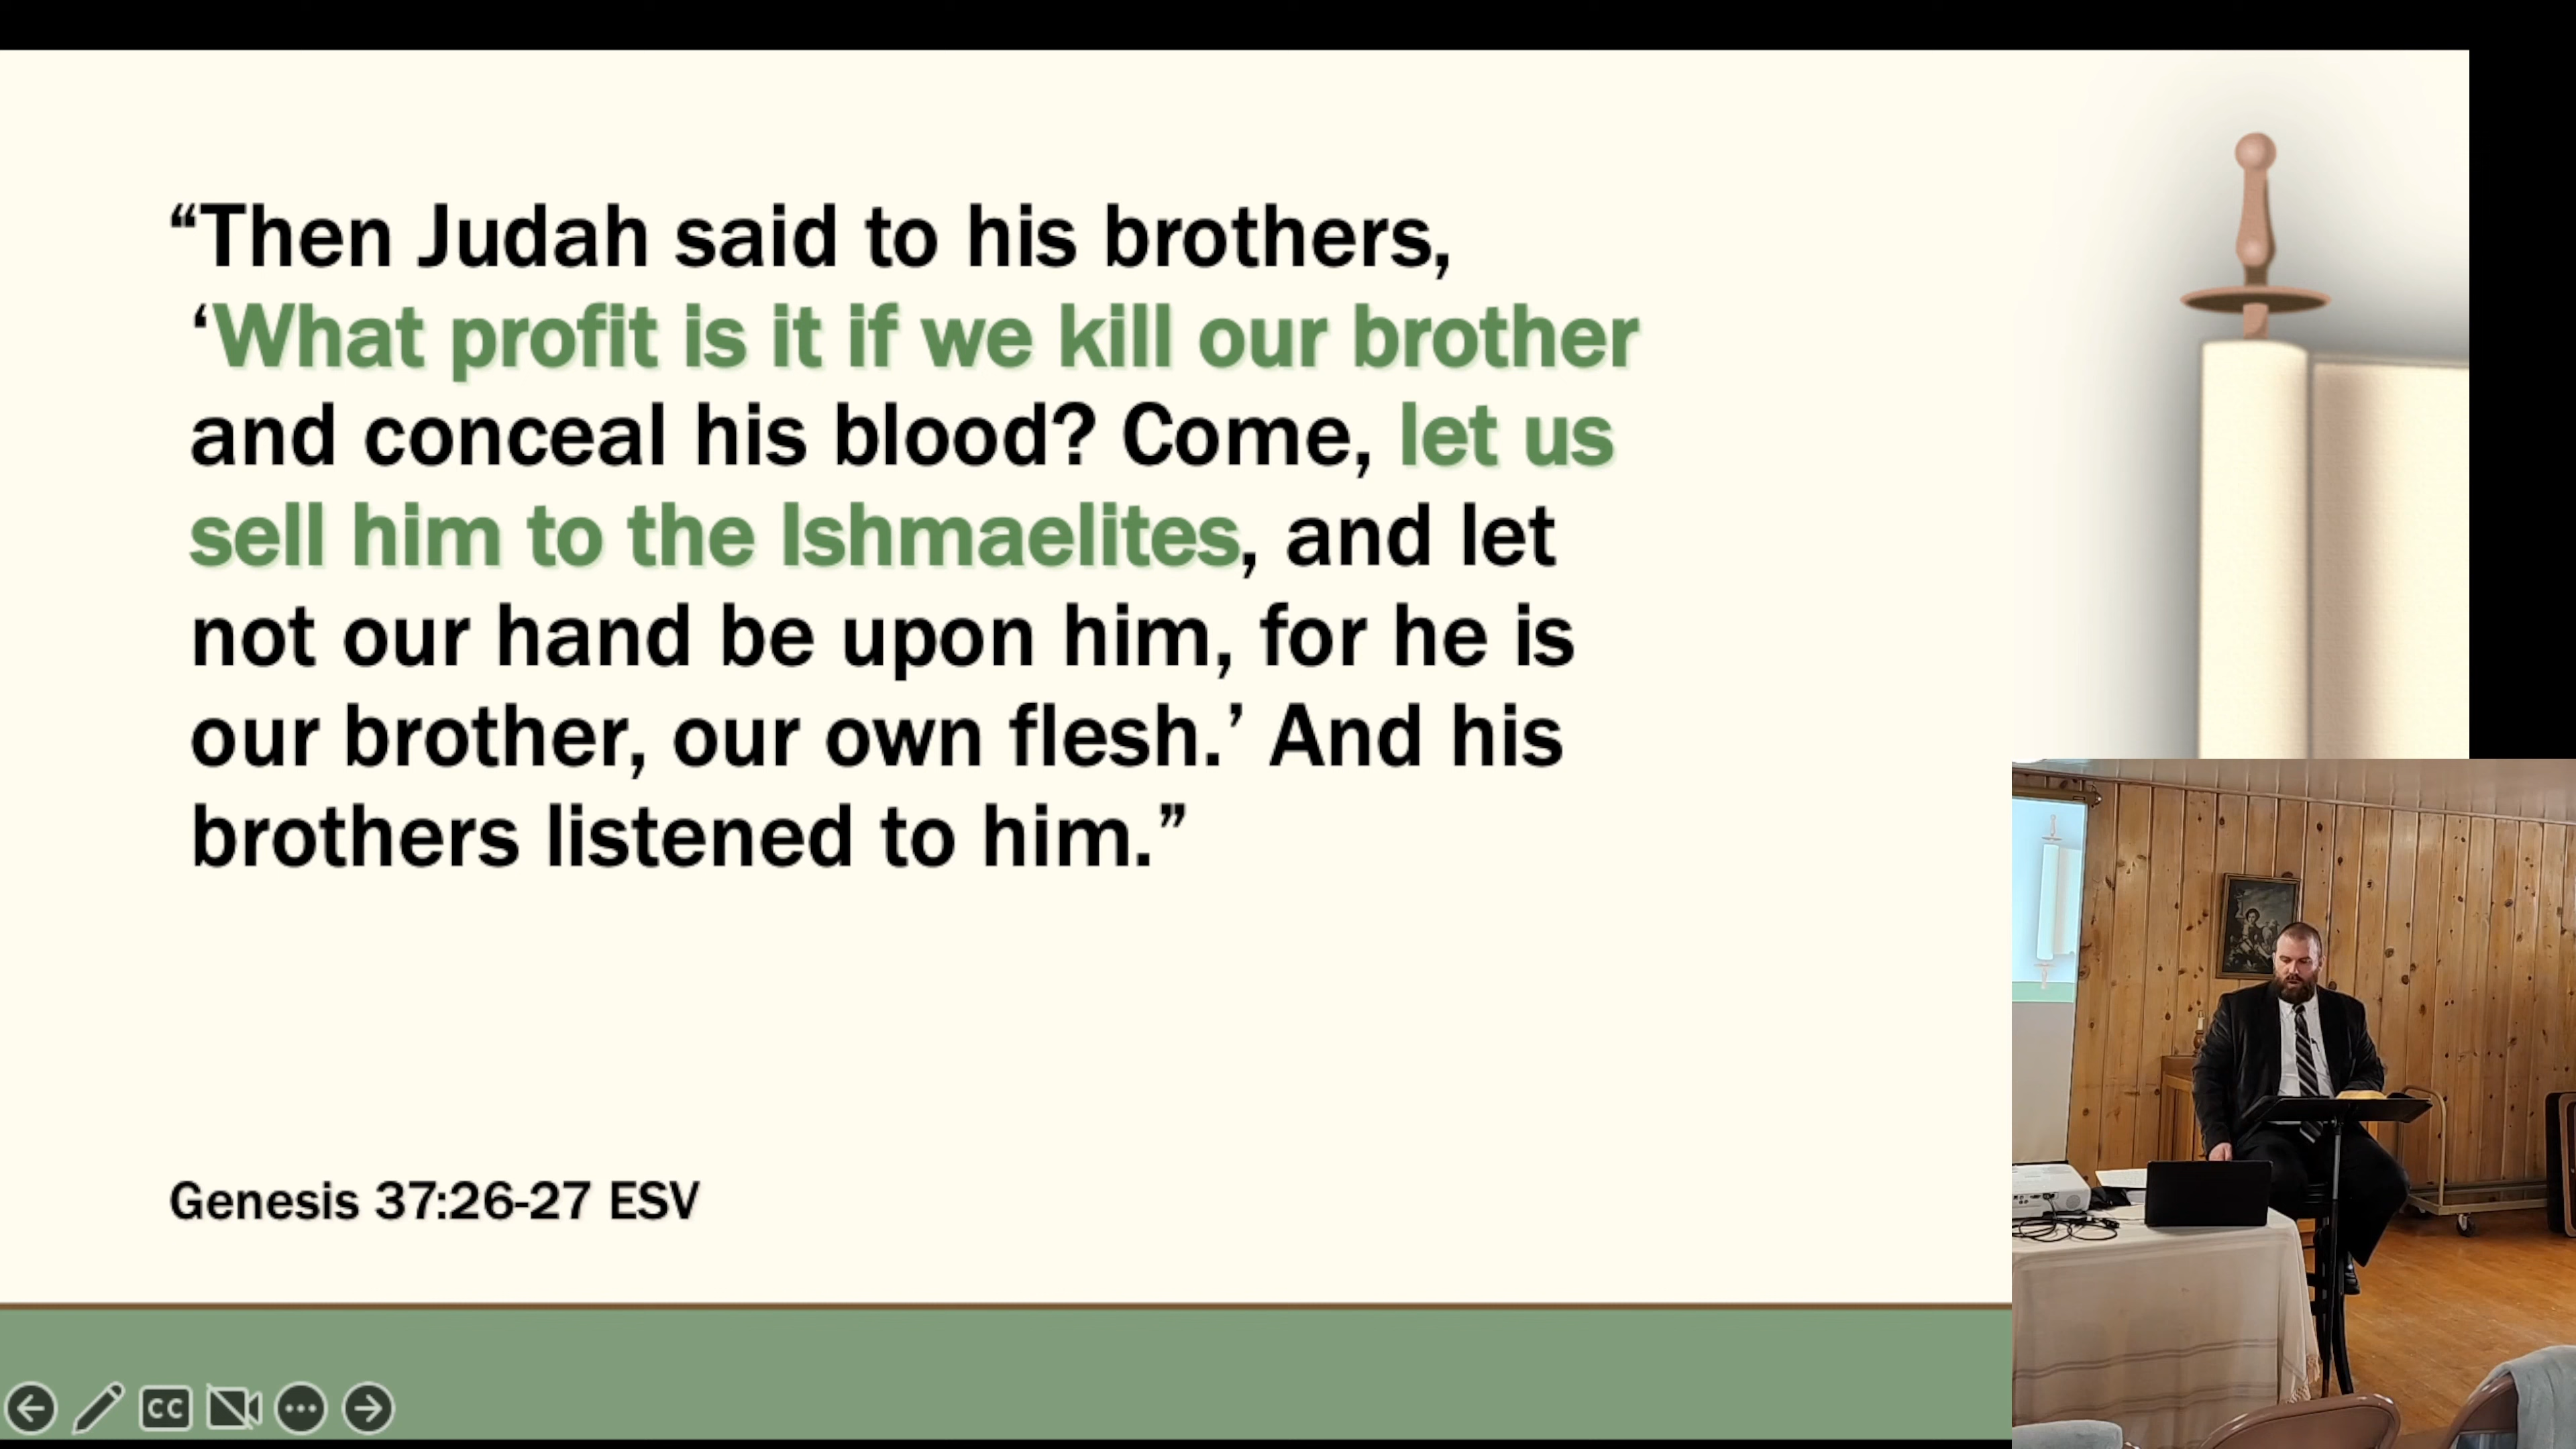 “Then Judah said to his brothers,
‘What profit is it if we kill our brother
and conceal his blood? Come, let us
sell him to the Ishmaelites, and let
not our hand be upon him, for he is
our brother, our own flesh.’ And his
brothers listened to him.”
Genesis 37:26-27 ESV
CC